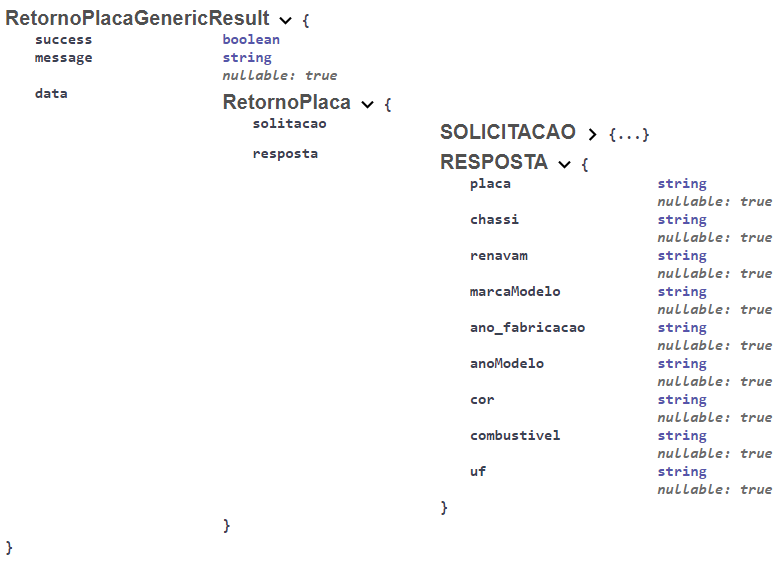 RetornoPlacaGenericResult {
success boolean
message string
nullable: true
data
RetornoPlaca {
solitacao
SOLICITACAO {...}
resposta
RESPOSTA {
placa string
nullable: true
chassi string
nullable: true
renavam string
nullable: true
marcaModelo string
nullable: true
ano_fabricacao string
nullable: true
anoModelo string
nullable: true
cor string
nullable: true
combustivel string
nullable: true
uf string
nullable: true
}
}
}